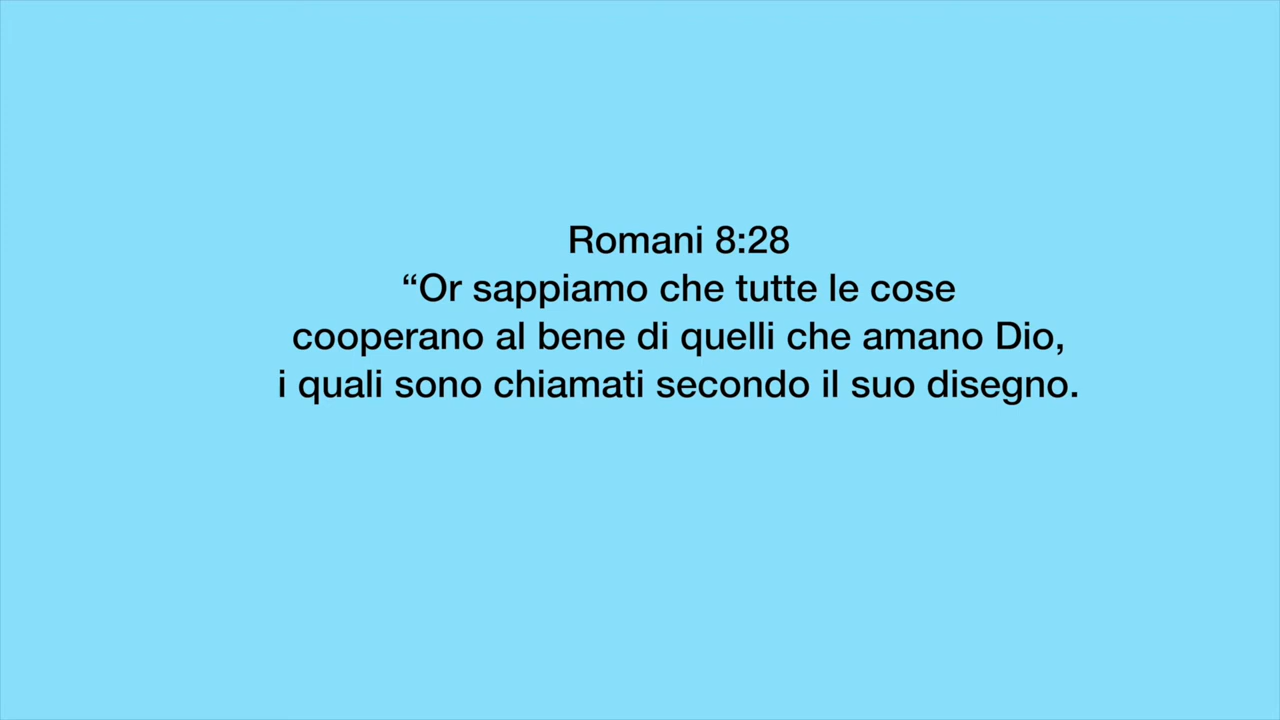 Romani 8:28
“Or sappiamo che tutte le cose
cooperano al bene di quelli che amano Dio,
i quali sono chiamati secondo il suo disegno.